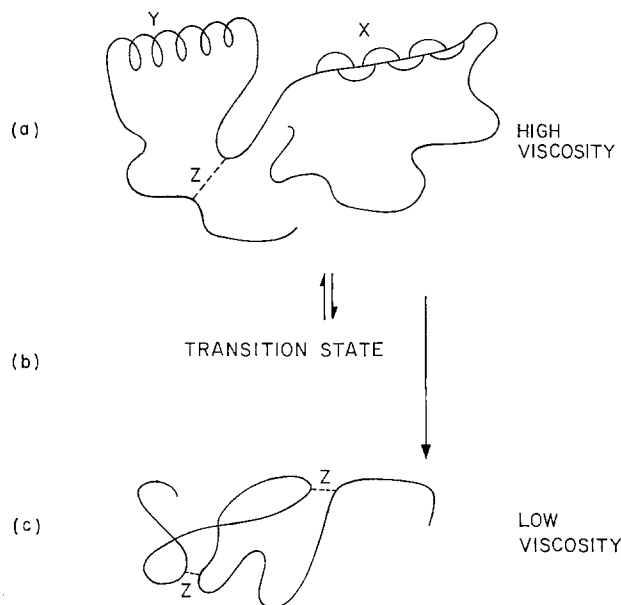 Y
X
(a)
HIGH
VISCOSITY
Z
TRANSITION STATE
(b)
Z
(c)
LOW
VISCOSITY
Z